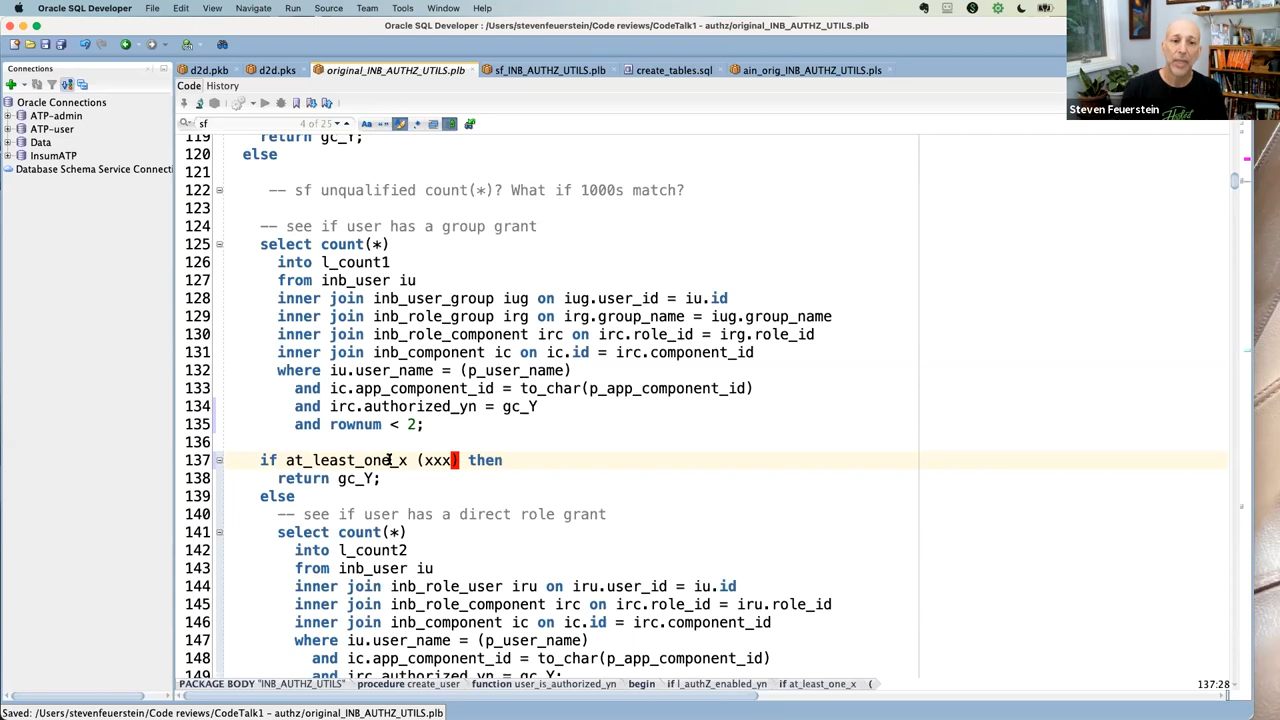 Oracle SQL Developer File Edit View Navigate Run Source Team Tools Window Help
Oracle SQL Developer : /Users/stevenfeuerstein/Code reviews/CodeTalk1 - authz/original_INB_AUTHZ_UTILS.plb
Connections
d2d.pkb
d2d.pks
original_INB_AUTHZ_UTILS.plb
sf_INB_AUTHZ_UTILS.plb
create_tables.sql
ain_orig_INB_AUTHZ_UTILS.pks
Steven Feuerstein
Code History
sf 4 of 25
Oracle Connections
ATP-admin
ATP-user
Data
InsumATP
Database Schema Service Connecti
119 return gc_Y;
120 else
121
122 -- sf unqualified count(*)? What if 1000s match?
123
124 -- see if user has a group grant
125 select count(*)
126 into l_count1
127 from inb_user iu
128 inner join inb_user_group iug on iug.user_id = iu.id
129 inner join inb_role_group irg on irg.group_name = iug.group_name
130 inner join inb_role_component irc on irc.role_id = irg.role_id
131 inner join inb_component ic on ic.id = irc.component_id
132 where iu.user_name = (p_user_name)
133 and ic.app_component_id = to_char(p_app_component_id)
134 and irc.authorized_yn = gc_Y
135 and rownum < 2;
136
137 if at_least_one_x (xxx) then
138 return gc_Y;
139 else
140 -- see if user has a direct role grant
141 select count(*)
142 into l_count2
143 from inb_user iu
144 inner join inb_role_user iru on iru.user_id = iu.id
145 inner join inb_role_component irc on irc.role_id = iru.role_id
146 inner join inb_component ic on ic.id = irc.component_id
147 where iu.user_name = (p_user_name)
148 and ic.app_component_id = to_char(p_app_component_id)
149 and irc.authorized_yn = gc_Y;
PACKAGE BODY "INB_AUTHZ_UTILS" procedure create_user function user_is_authorized_yn begin if l_authZ_enabled_yn if at_least_one_x (
137:28
Saved: /Users/stevenfeuerstein/Code reviews/CodeTalk1 - authz/original_INB_AUTHZ_UTILS.plb